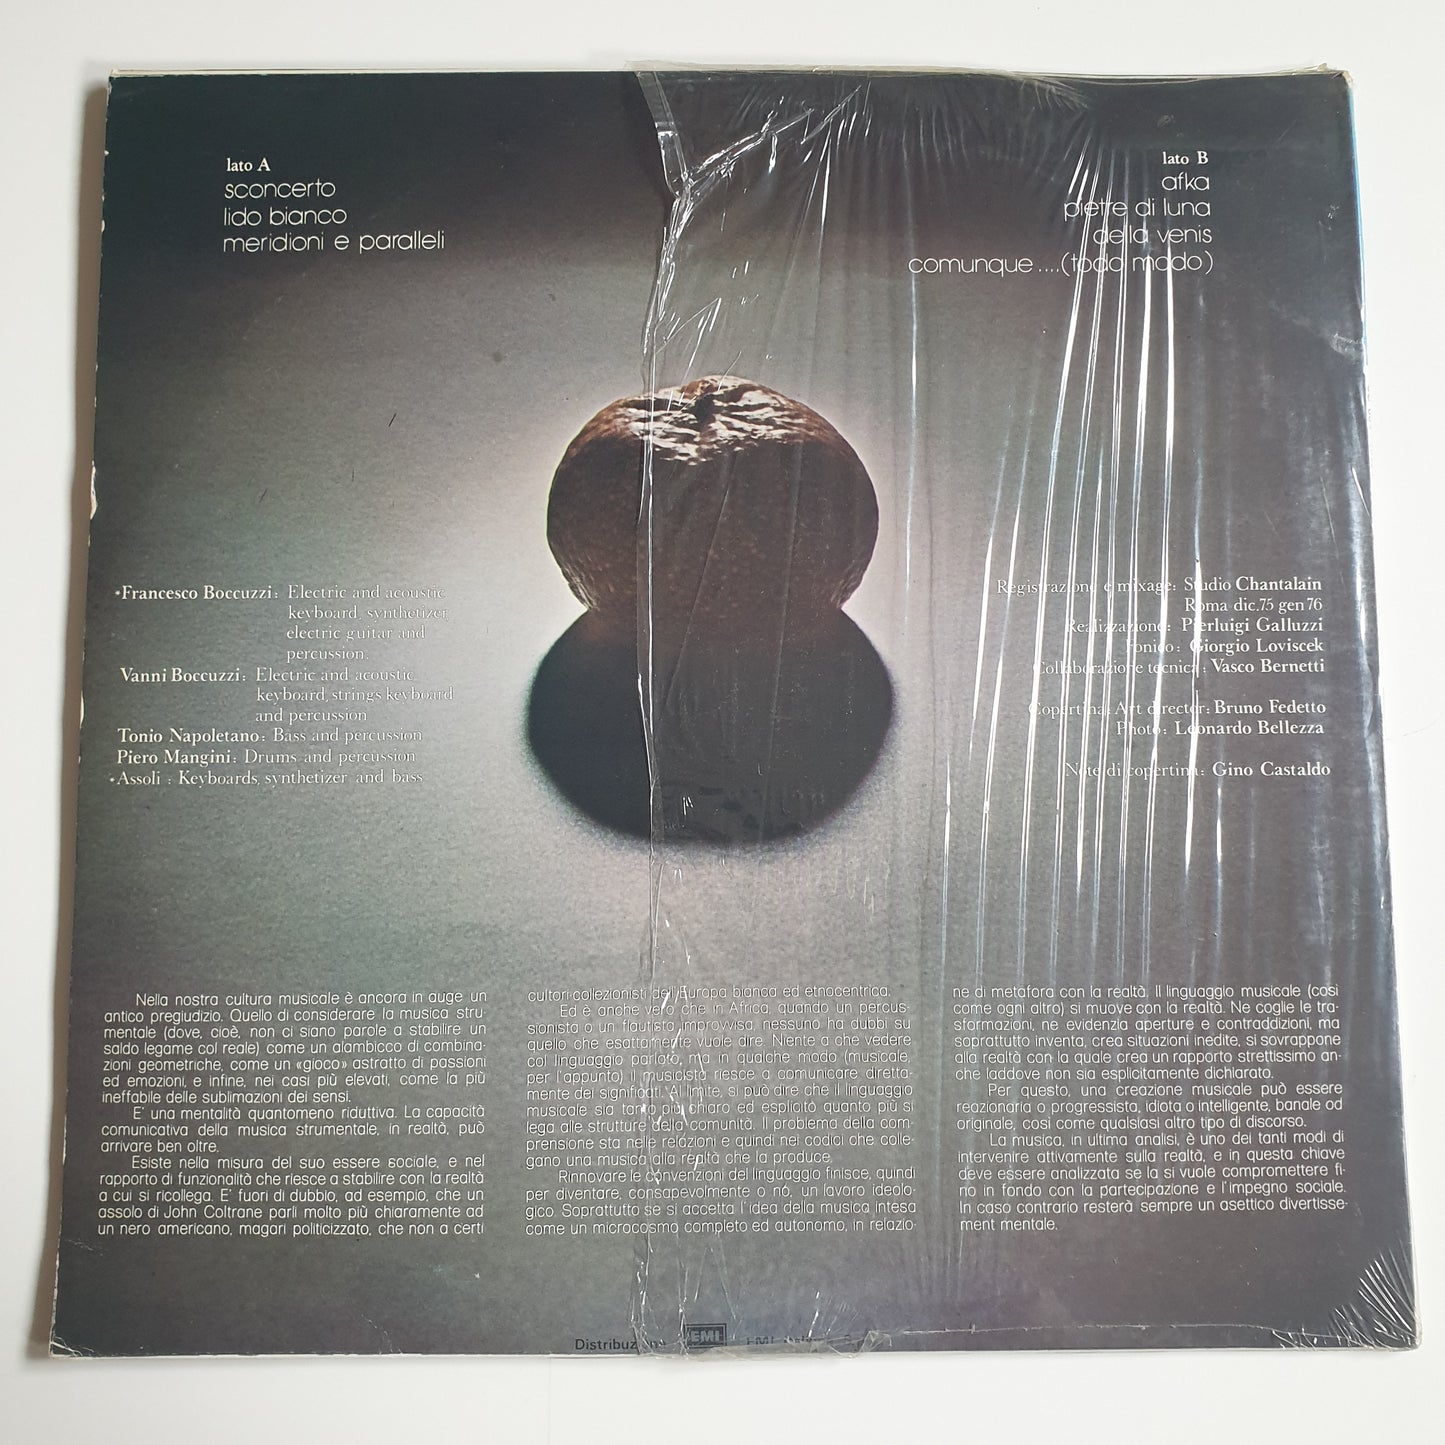 lato A
sconcerto
lido bianco
meridioni e paralleli
lato B
afka
pietre di luna
della venis
comunque....(todo modo)
*Francesco Boccuzzi: Electric and acoustic
keyboard, synthetizer,
electric guitar and
percussion.
Vanni Boccuzzi: Electric and acoustic
keyboard, strings keyboard
and percussion
Tonio Napoletano: Bass and percussion
Piero Mangini: Drums and percussion
*Assoli: Keyboards, synthetizer and bass
Registrazione e mixage: Studio Chantalain
Roma dic.75 gen 76
Realizzazione: Pierluigi Galluzzi
Fonico: Giorgio Loviscek
Collaborazione tecnica: Vasco Bernetti
Copertina: Art director: Bruno Fedetto
Photo: Leonardo Bellezza
Note di copertina: Gino Castaldo
Nella nostra cultura musicale è ancora in auge un
antico pregiudizio. Quello di considerare la musica stru-
mentale (dove, cioè, non ci siano parole a stabilire un
saldo legame col reale) come un alambicco di combina-
zioni geometriche, come un «gioco» astratto di passioni
ed emozioni, e infine, nei casi più elevati, come la più
ineffabile delle sublimazioni dei sensi.
E' una mentalità quantomeno riduttiva. La capacità
comunicativa della musica strumentale, in realtà, può
arrivare ben oltre.
Esiste nella misura del suo essere sociale, e nel
rapporto di funzionalità che riesce a stabilire con la realtà
a cui si ricollega. E' fuori di dubbio, ad esempio, che un
assolo di John Coltrane parli molto più chiaramente ad
un nero americano, magari politicizzato, che non a certi
cultori-collezionisti dell'Europa bianca ed etnocentrica.
Ed è anche vero che in Africa, quando un percus-
sionista o un flautista improvvisa, nessuno ha dubbi su
quello che esattamente vuole dire. Niente a che vedere
col linguaggio parlato, ma in qualche modo (musicale,
per l'appunto) il musicista riesce a comunicare diretta-
mente dei significati. Al limite, si può dire che il linguaggio
musicale sia tanto più chiaro ed esplicito quanto più si
lega alle strutture della comunità. Il problema della com-
prensione sta nelle relazioni e quindi nei codici che colle-
gano una musica alla realtà che la produce.
Rinnovare le convenzioni del linguaggio finisce, quindi
per diventare, consapevolmente o nò, un lavoro ideolo-
gico. Soprattutto se si accetta l'idea della musica intesa
come un microcosmo completo ed autonomo, in relazio-
ne di metafora con la realtà. Il linguaggio musicale (così
come ogni altro) si muove con la realtà. Ne coglie le tra-
sformazioni, ne evidenzia aperture e contraddizioni, ma
soprattutto inventa, crea situazioni inedite, si sovrappone
alla realtà con la quale crea un rapporto strettissimo an-
che laddove non sia esplicitamente dichiarato.
Per questo, una creazione musicale può essere
reazionaria o progressista, idiota o intelligente, banale od
originale, così come qualsiasi altro tipo di discorso.
La musica, in ultima analisi, è uno dei tanti modi di
intervenire attivamente sulla realtà, e in questa chiave
deve essere analizzata se la si vuole compromettere fi-
no in fondo con la partecipazione e l'impegno sociale.
In caso contrario resterà sempre un asettico divertisse-
ment mentale.
EMI EMI